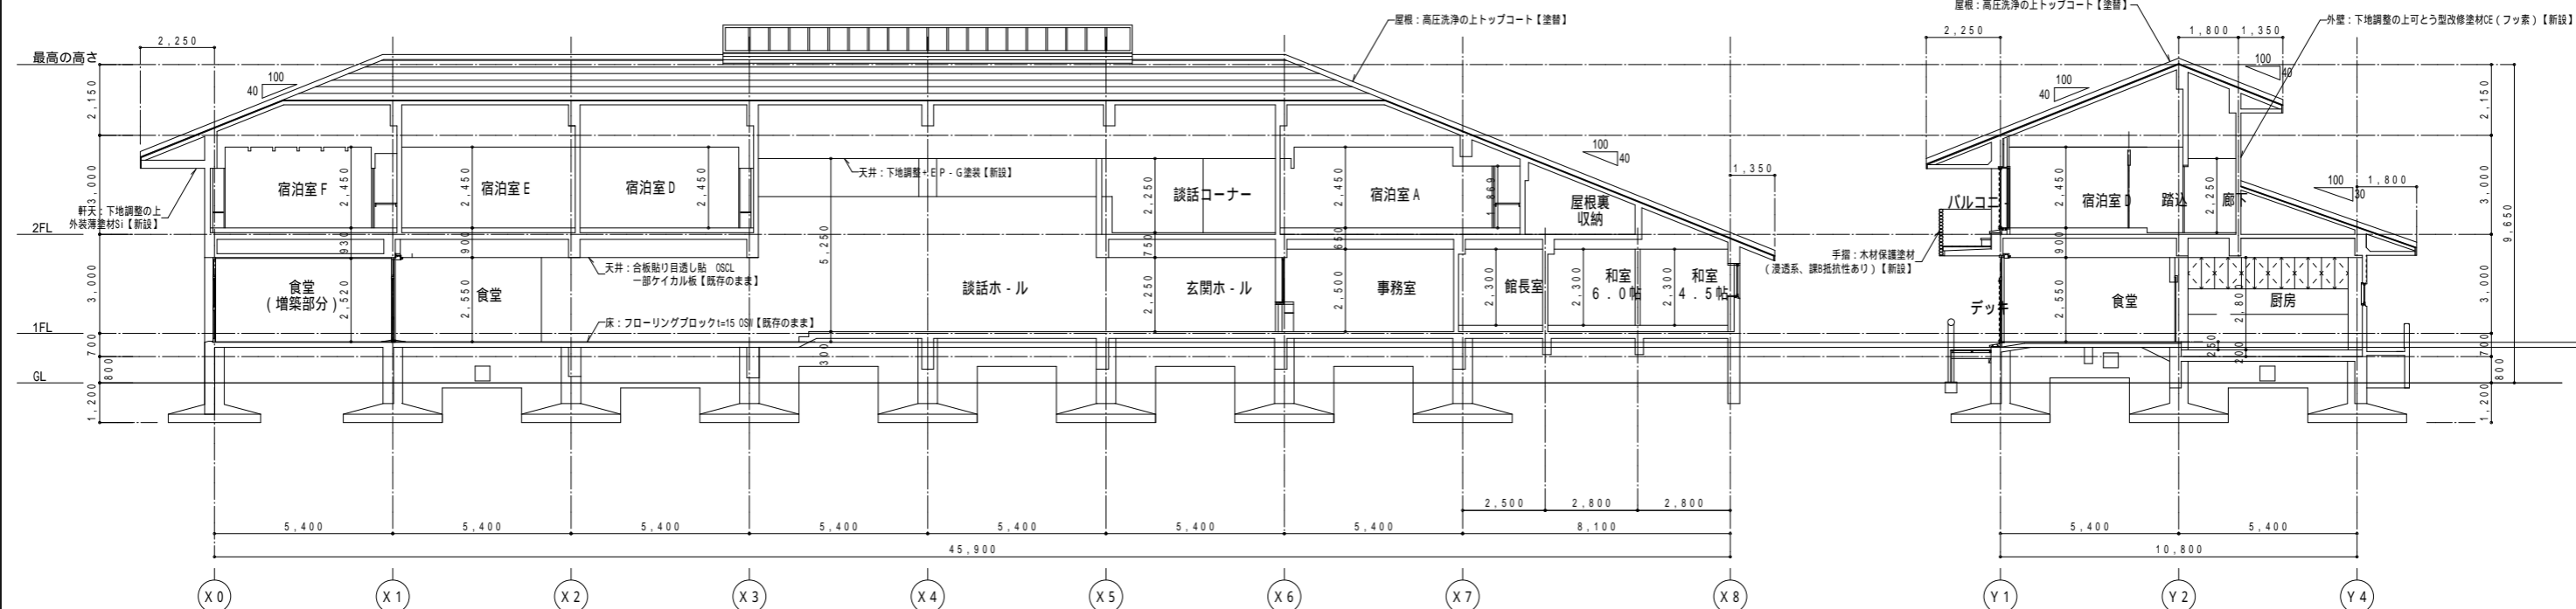 屋根：高圧洗浄の上トップコート【塗替】
屋根：高圧洗浄の上トップコート【塗替】
外壁：下地調整の上可とう型改修塗材CE（フッ素）【新設】
2,250
2,250
1,800
1,350
最高の高さ
100
40
100
40
100
40
2,150
2,150
100
40
1,350
100
30
1,800
天井：下地調整+ＥＰ-Ｇ塗装【新設】
宿泊室Ｆ
2,450
宿泊室Ｅ
2,450
宿泊室Ｄ
2,450
談話コーナー
2,250
宿泊室Ａ
2,450
1,869
屋根裏
収納
バルコニ
宿泊室Ｄ
2,450
踏込
2,250
廊下
3,000
3,000
9,650
軒天：下地調整の上
外装薄塗材Si【新設】
2FL
930
900
5,250
750
650
900
手摺：木材保護塗材
（浸透系、課B抵抗性あり）【新設】
天井：合板貼り目透し貼　OSCL
一部ケイカル板【既存のまま】
3,000
食堂
（増築部分）
2,520
2,550
食堂
談話ホ-ル
2,250
玄関ホ-ル
2,500
事務室
2,300
館長室
2,300
和室
６.０帖
2,300
和室
４.５帖
デッキ
2,550
食堂
2,800
厨房
3,000
床：フローリングブロックt=15 OSW【既存のまま】
1FL
700
800
300
250
200
700
800
GL
1,200
1,200
2,500
2,800
2,800
5,400
5,400
5,400
5,400
5,400
5,400
5,400
8,100
5,400
5,400
45,900
10,800
X0
X1
X2
X3
X4
X5
X6
X7
X8
Y1
Y2
Y4